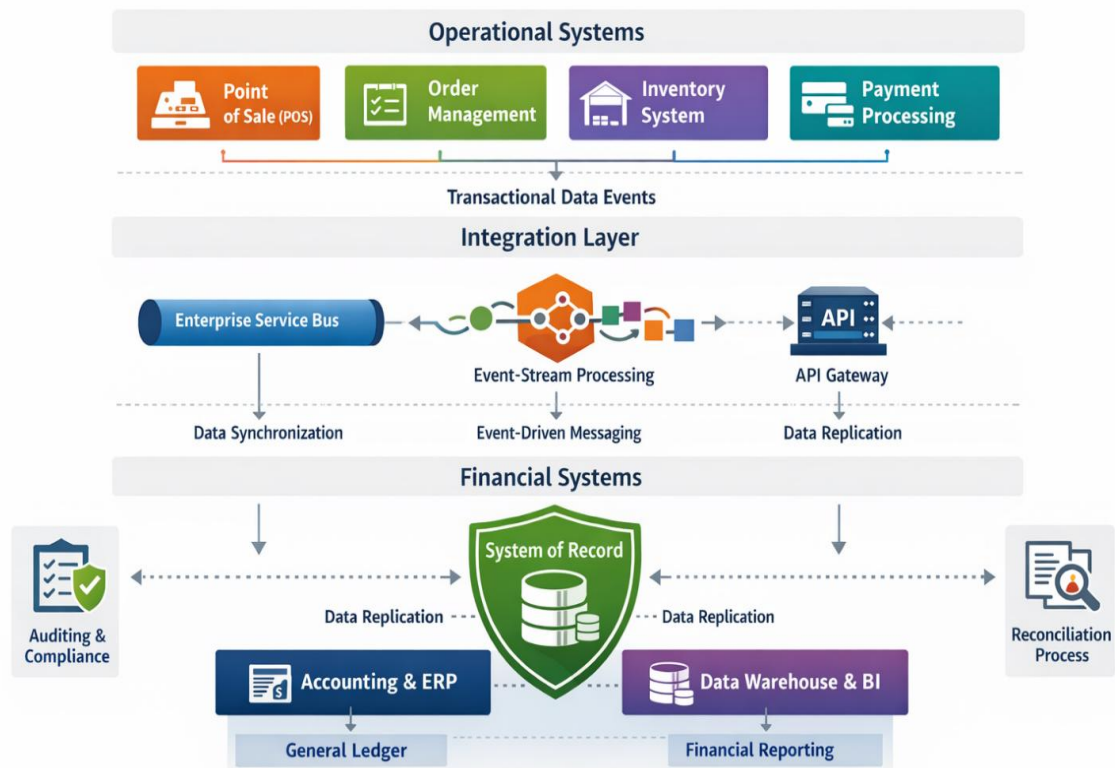 Operational Systems
Point
of Sale (POS)
Order
Management
Inventory
System
Payment
Processing
Transactional Data Events
Integration Layer
Enterprise Service Bus
Event-Stream Processing
API
API Gateway
Data Synchronization
Event-Driven Messaging
Data Replication
Financial Systems
System of Record
Auditing &
Compliance
Data Replication
Data Replication
Reconciliation
Process
Accounting & ERP
Data Warehouse & BI
General Ledger
Financial Reporting